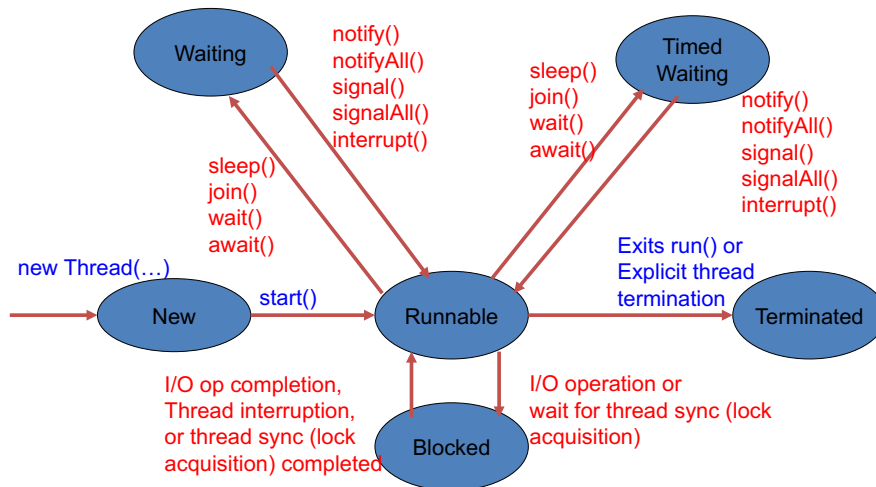 Waiting
notify()
notifyAll()
signal()
signalAll()
interrupt()
sleep()
join()
wait()
await()
Timed
Waiting
sleep()
join()
wait()
await()
notify()
notifyAll()
signal()
signalAll()
interrupt()
new Thread(…)
New
start()
Runnable
Exits run() or
Explicit thread
termination
Terminated
I/O op completion,
Thread interruption,
or thread sync (lock
acquisition) completed
Blocked
I/O operation or
wait for thread sync (lock
acquisition)